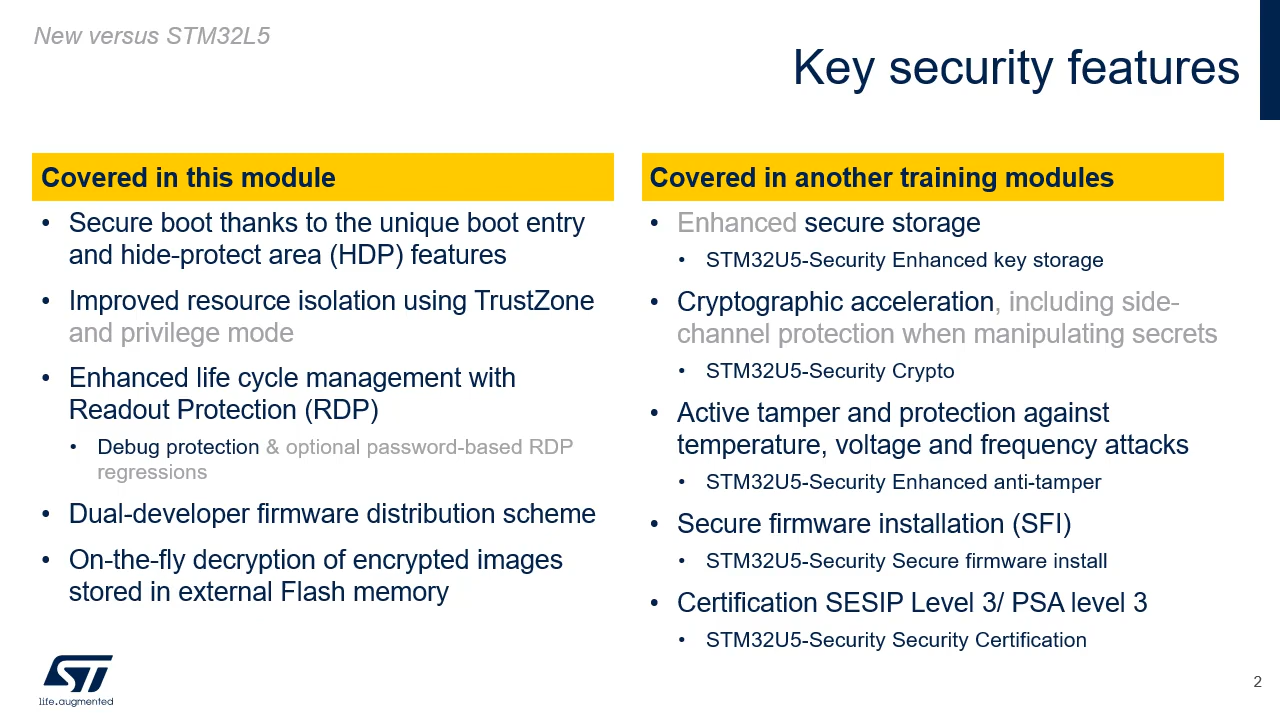 New versus STM32L5
Key security features
Covered in this module
• Secure boot thanks to the unique boot entry
and hide-protect area (HDP) features
• Improved resource isolation using TrustZone
and privilege mode
• Enhanced life cycle management with
Readout Protection (RDP)
• Debug protection & optional password-based RDP
regressions
• Dual-developer firmware distribution scheme
• On-the-fly decryption of encrypted images
stored in external Flash memory
Covered in another training modules
• Enhanced secure storage
• STM32U5-Security Enhanced key storage
• Cryptographic acceleration, including side-
channel protection when manipulating secrets
• STM32U5-Security Crypto
• Active tamper and protection against
temperature, voltage and frequency attacks
• STM32U5-Security Enhanced anti-tamper
• Secure firmware installation (SFI)
• STM32U5-Security Secure firmware install
• Certification SESIP Level 3/ PSA level 3
• STM32U5-Security Security Certification
ST
life.augmented
2